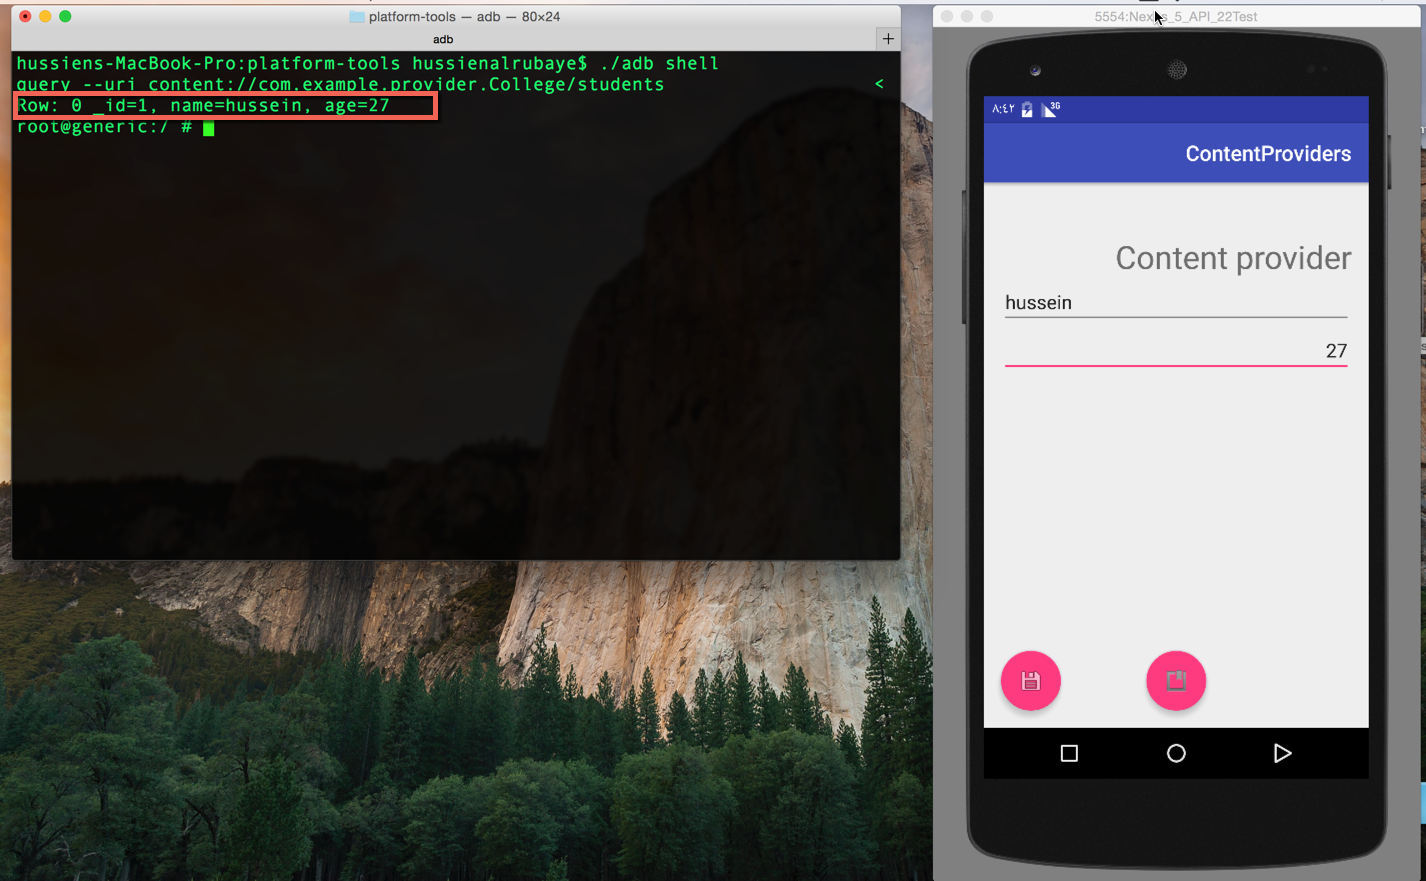 platform-tools — adb — 80×24
adb
hussiens-MacBook-Pro:platform-tools hussienalrubaye$ ./adb shell
query --uri content://com.example.provider.College/students <
Row: 0 _id=1, name=hussein, age=27
root@generic:/ #
5554:Nexus_5_API_22Test
٨:٤٢ 3G
ContentProviders
Content provider
hussein
27